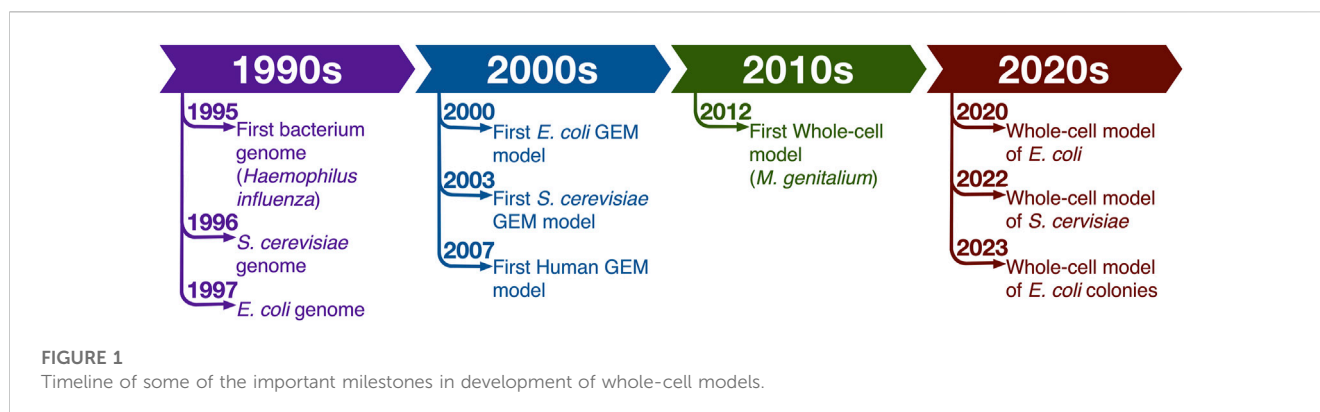 1990s
1995
First bacterium
genome
(Haemophilus
influenza)
1996
S. cerevisiae
genome
1997
E. coli genome
2000s
2000
First E. coli GEM
model
2003
First S. cerevisiae
GEM model
2007
First Human GEM
model
2010s
2012
First Whole-cell
model
(M. genitalium)
2020s
2020
Whole-cell model
of E. coli
2022
Whole-cell model
of S. cervisiae
2023
Whole-cell model
of E. coli colonies
FIGURE 1
Timeline of some of the important milestones in development of whole-cell models.